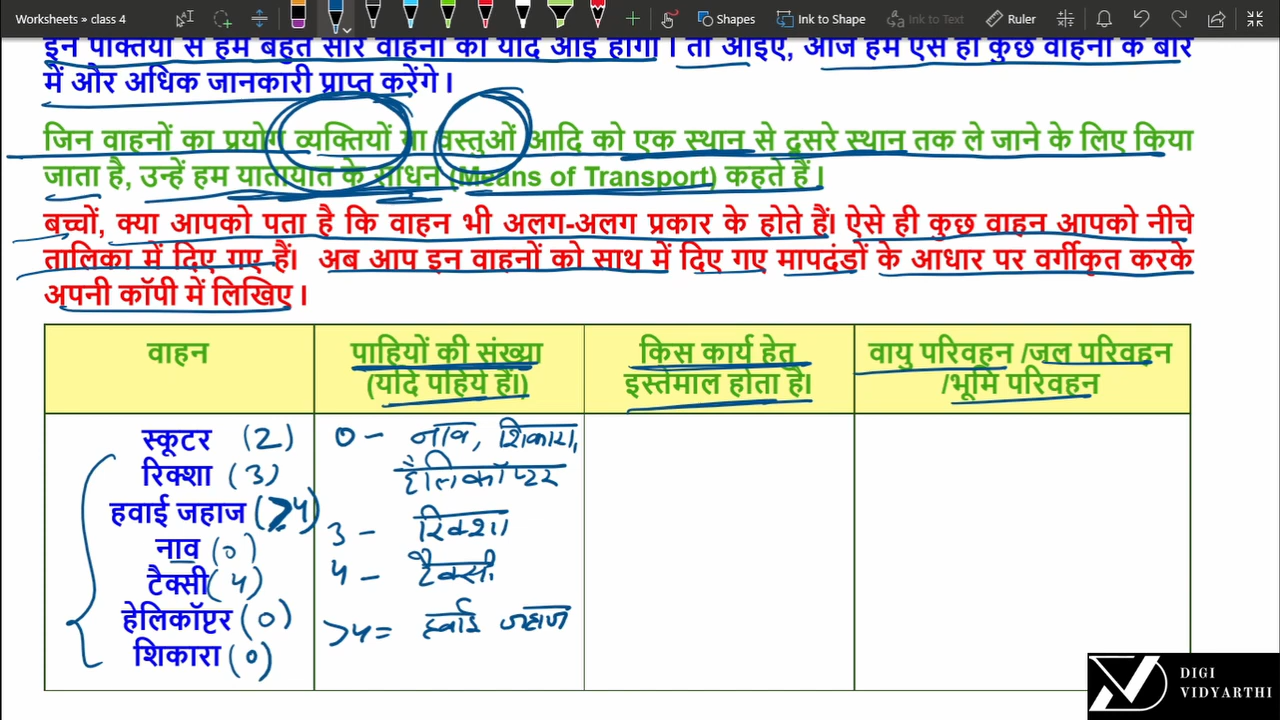 Worksheets » class 4
Shapes
Ink to Shape
Ink to Text
Ruler
इन पंक्तियों से हमें बहुत सारे वाहनों की याद आई होगी । तो आइए, आज हम ऐसे ही कुछ वाहनों के बारे
में और अधिक जानकारी प्राप्त करेंगे ।
जिन वाहनों का प्रयोग व्यक्तियों या वस्तुओं आदि को एक स्थान से दूसरे स्थान तक ले जाने के लिए किया
जाता है, उन्हें हम यातायात के साधन (Means of Transport) कहते हैं ।
बच्चों, क्या आपको पता है कि वाहन भी अलग-अलग प्रकार के होते हैं। ऐसे ही कुछ वाहन आपको नीचे
तालिका में दिए गए हैं। अब आप इन वाहनों को साथ में दिए गए मापदंडों के आधार पर वर्गीकृत करके
अपनी कॉपी में लिखिए ।
वाहन
पाहियों की संख्या
(यदि पहिये हैं।)
किस कार्य हेतु
इस्तेमाल होता है।
वायु परिवहन /जल परिवहन
/भूमि परिवहन
स्कूटर (2)
रिक्शा (3)
हवाई जहाज (>4)
नाव (0)
टैक्सी (4)
हेलिकॉप्टर (0)
शिकारा (0)
0 – नाव, शिकारा,
हैलिकॉप्टर
3 – रिक्शा
4 – टैक्सी
>4 = हवाई जहाज
DIGI
VIDYARTHI